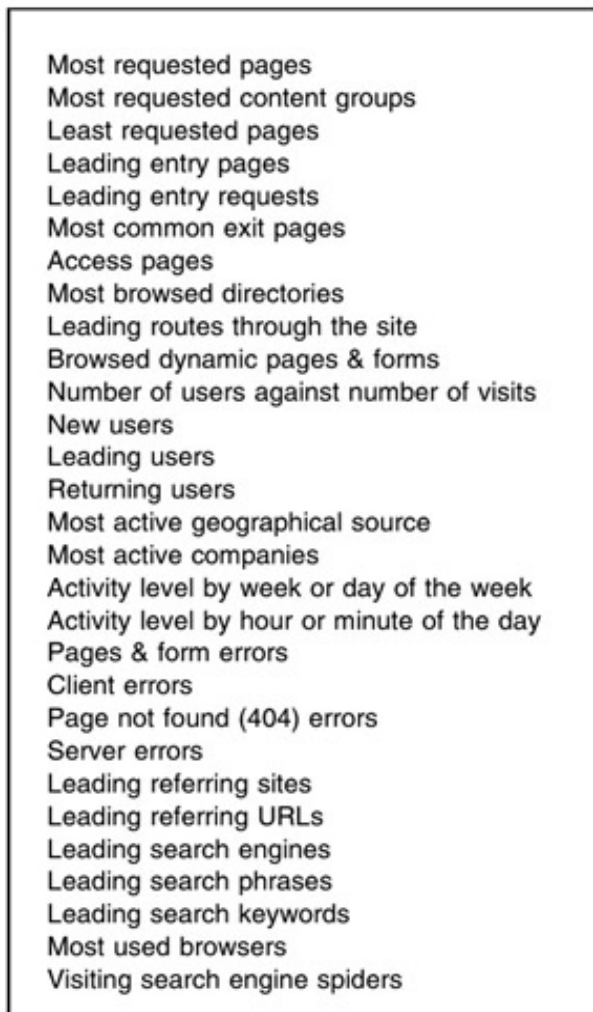 Most requested pages
Most requested content groups
Least requested pages
Leading entry pages
Leading entry requests
Most common exit pages
Access pages
Most browsed directories
Leading routes through the site
Browsed dynamic pages & forms
Number of users against number of visits
New users
Leading users
Returning users
Most active geographical source
Most active companies
Activity level by week or day of the week
Activity level by hour or minute of the day
Pages & form errors
Client errors
Page not found (404) errors
Server errors
Leading referring sites
Leading referring URLs
Leading search engines
Leading search phrases
Leading search keywords
Most used browsers
Visiting search engine spiders